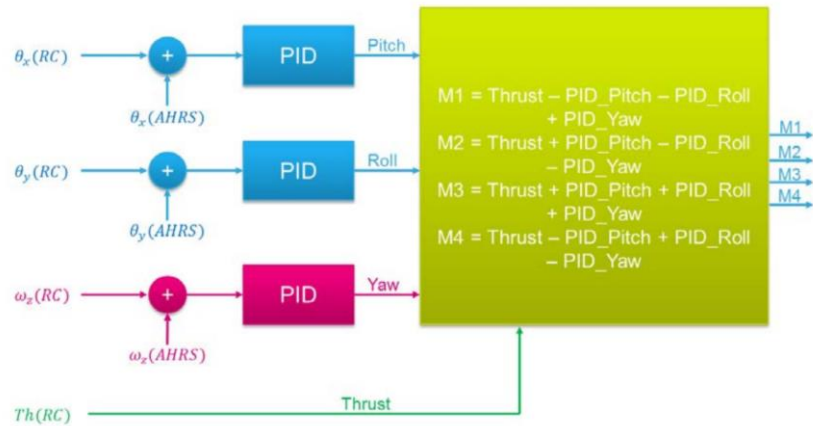 θx(RC) + PID Pitch
θx(AHRS)
θy(RC) + PID Roll
θy(AHRS)
ωz(RC) + PID Yaw
ωz(AHRS)
Th(RC) Thrust
M1 = Thrust – PID_Pitch – PID_Roll
+ PID_Yaw
M2 = Thrust + PID_Pitch – PID_Roll
– PID_Yaw
M3 = Thrust + PID_Pitch + PID_Roll
+ PID_Yaw
M4 = Thrust – PID_Pitch + PID_Roll
– PID_Yaw
M1
M2
M3
M4